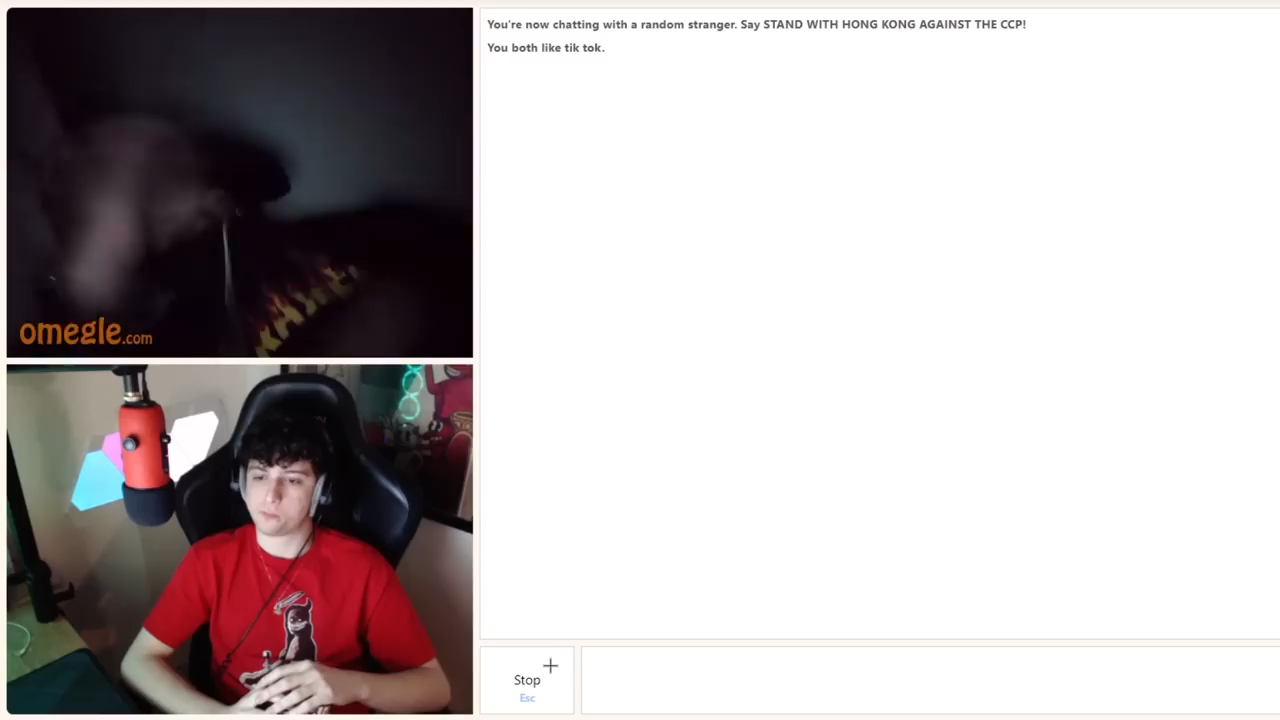 You're now chatting with a random stranger. Say STAND WITH HONG KONG AGAINST THE CCP!
You both like tik tok.
omegle.com
Stop
Esc